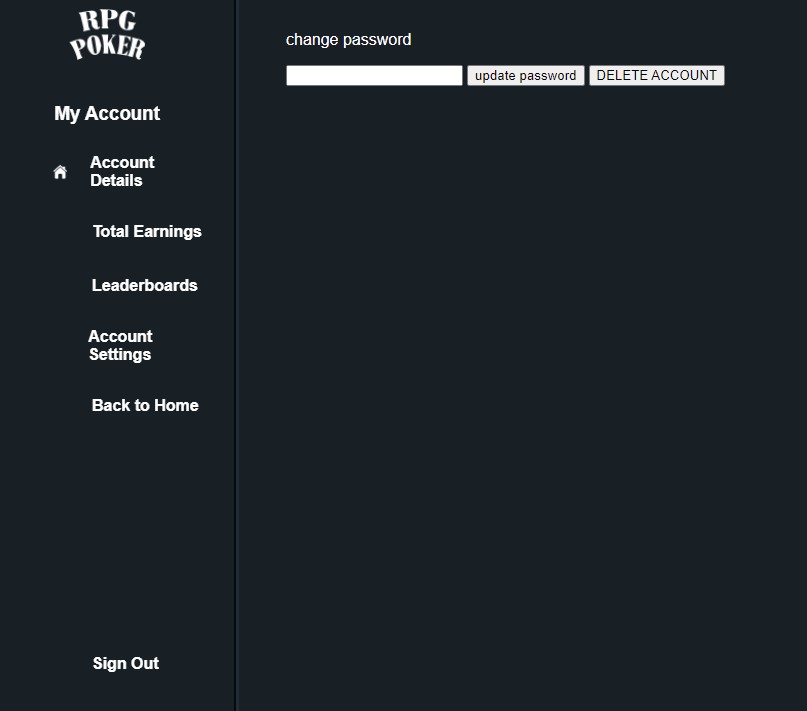 RPG
POKER
My Account
Account
Details
Total Earnings
Leaderboards
Account
Settings
Back to Home
Sign Out
change password
update password DELETE ACCOUNT